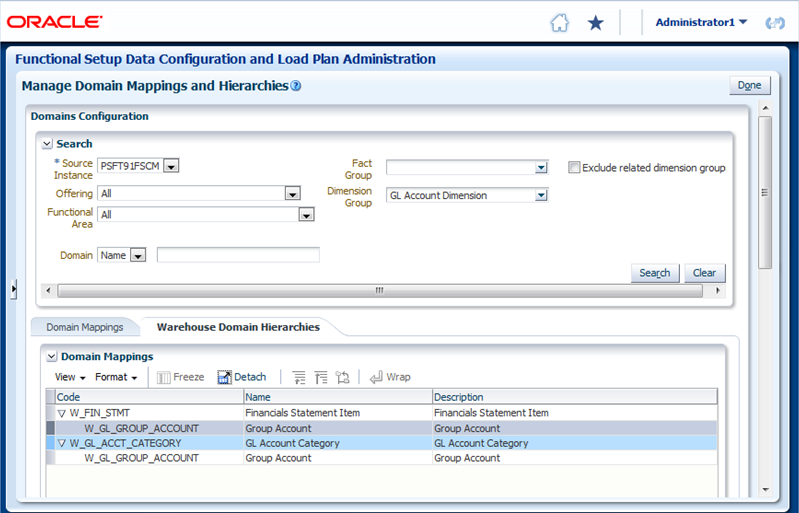 ORACLE
Administrator1
Functional Setup Data Configuration and Load Plan Administration
Manage Domain Mappings and Hierarchies
Done
Domains Configuration
Search
* Source Instance PSFT91FSCM
Fact Group
Exclude related dimension group
Offering All
Dimension Group GL Account Dimension
Functional Area All
Domain Name
Search Clear
Domain Mappings Warehouse Domain Hierarchies
Domain Mappings
View Format Freeze Detach Wrap
Code Name Description
W_FIN_STMT Financials Statement Item Financials Statement Item
W_GL_GROUP_ACCOUNT Group Account Group Account
W_GL_ACCT_CATEGORY GL Account Category GL Account Category
W_GL_GROUP_ACCOUNT Group Account Group Account